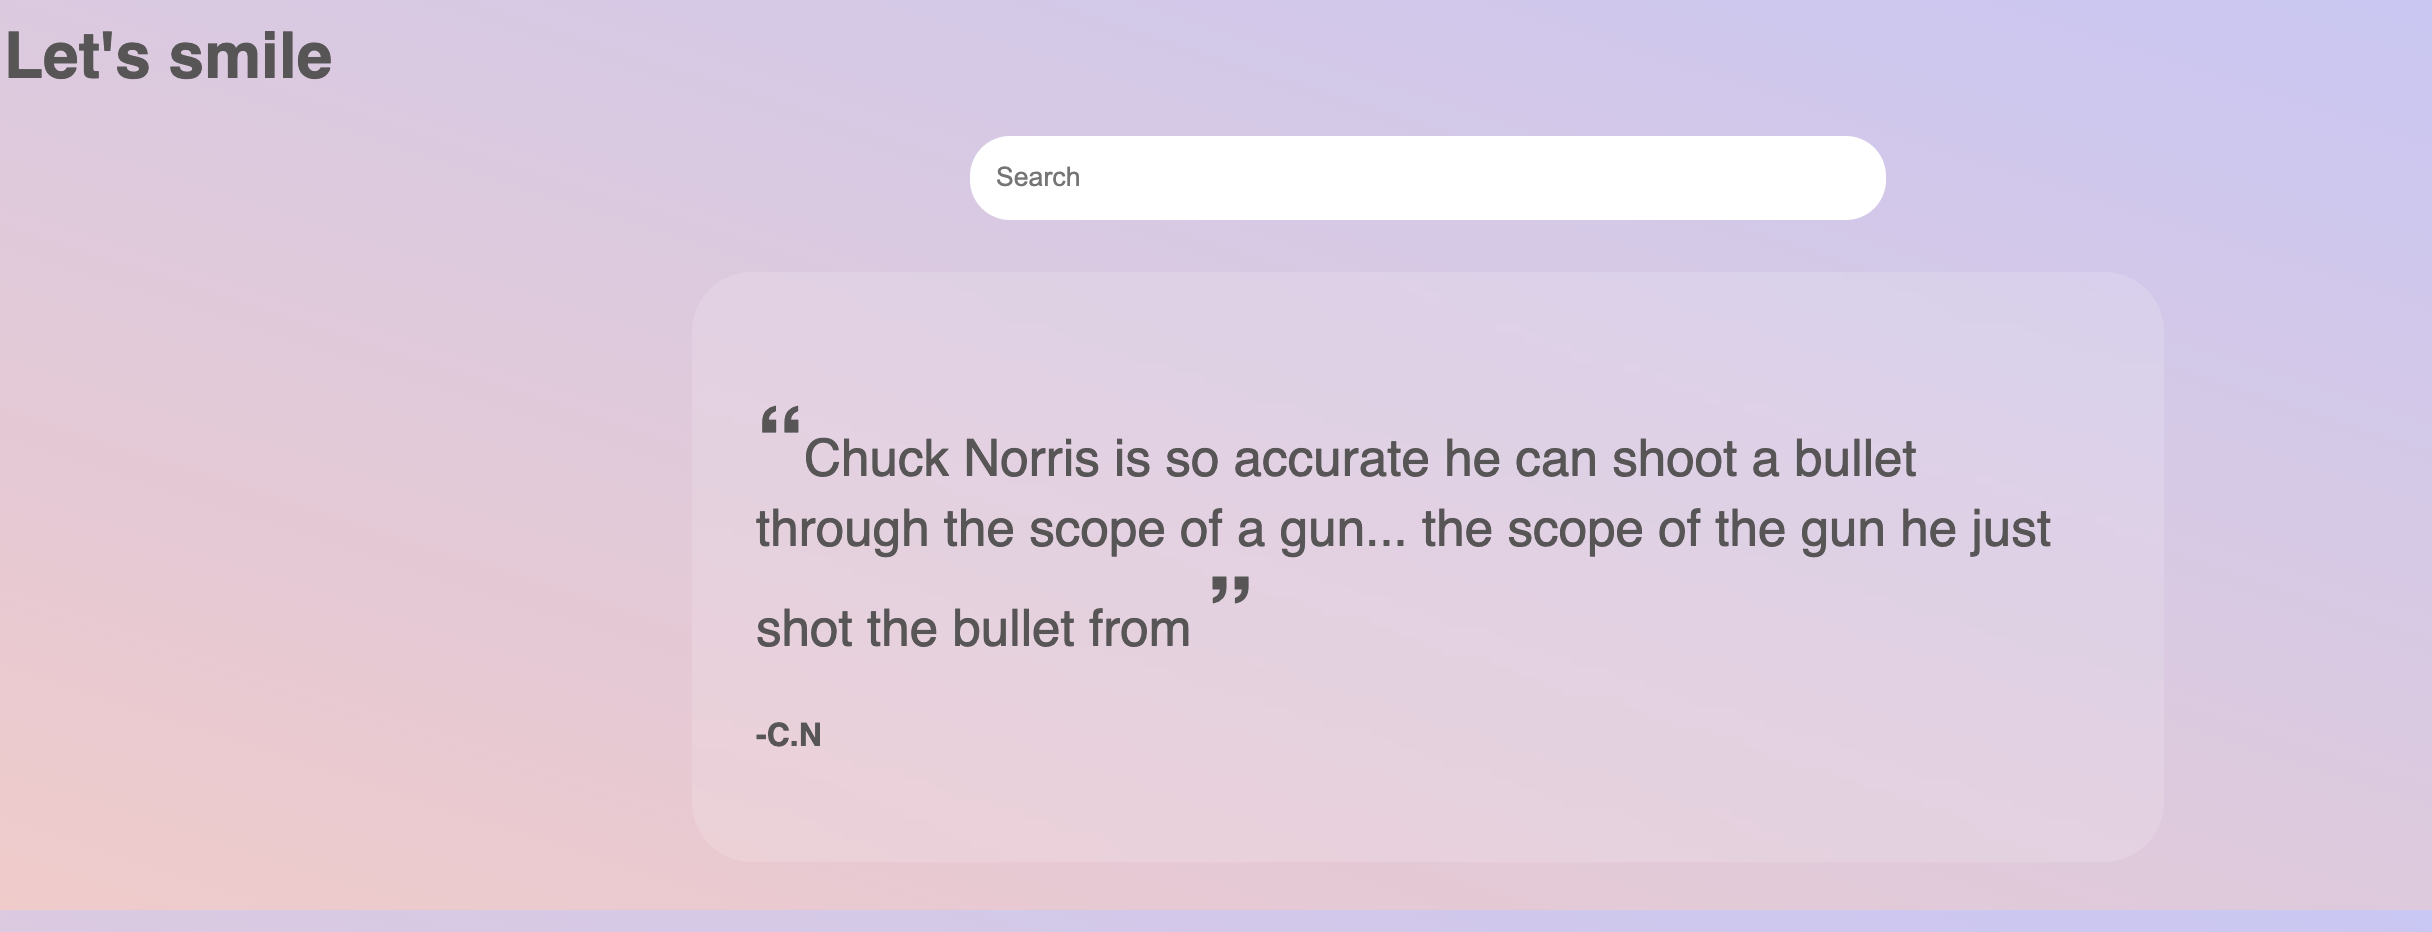 Let's smile
Search
“Chuck Norris is so accurate he can shoot a bullet
through the scope of a gun... the scope of the gun he just
shot the bullet from ”
-C.N